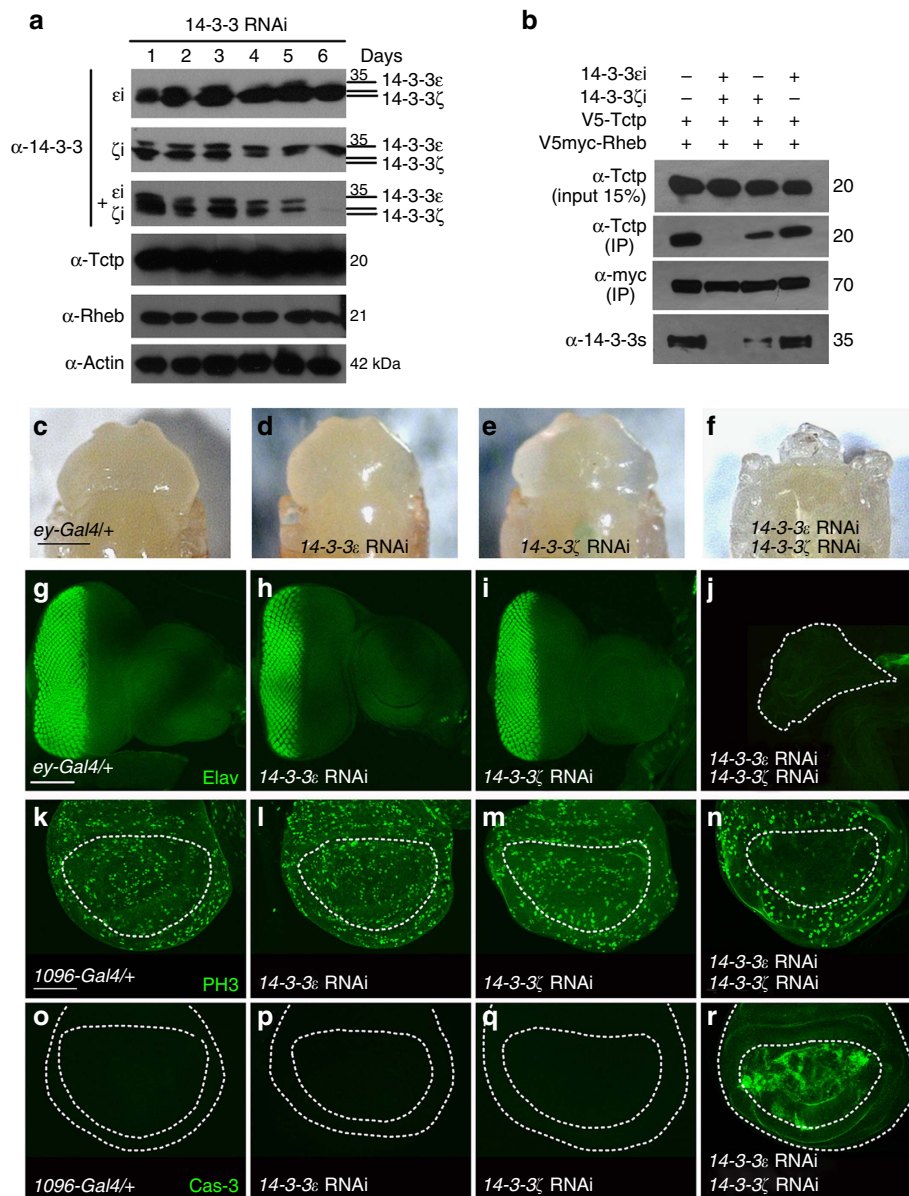 a
14-3-3 RNAi
1 2 3 4 5 6 Days
α-14-3-3
εi
35
14-3-3ε
14-3-3ζ
ζi
35
14-3-3ε
14-3-3ζ
εi
+
ζi
35
14-3-3ε
14-3-3ζ
α-Tctp
20
α-Rheb
21
α-Actin
42 kDa
b
14-3-3εi – + – +
14-3-3ζi – + + –
V5-Tctp + + + +
V5myc-Rheb + + + +
α-Tctp
(input 15%)
20
α-Tctp
(IP)
20
α-myc
(IP)
70
α-14-3-3s
35
c
ey-Gal4/+
d
14-3-3ε RNAi
e
14-3-3ζ RNAi
f
14-3-3ε RNAi
14-3-3ζ RNAi
g
ey-Gal4/+
Elav
h
14-3-3ε RNAi
i
14-3-3ζ RNAi
j
14-3-3ε RNAi
14-3-3ζ RNAi
k
1096-Gal4/+
PH3
l
14-3-3ε RNAi
m
14-3-3ζ RNAi
n
14-3-3ε RNAi
14-3-3ζ RNAi
o
1096-Gal4/+
Cas-3
p
14-3-3ε RNAi
q
14-3-3ζ RNAi
r
14-3-3ε RNAi
14-3-3ζ RNAi